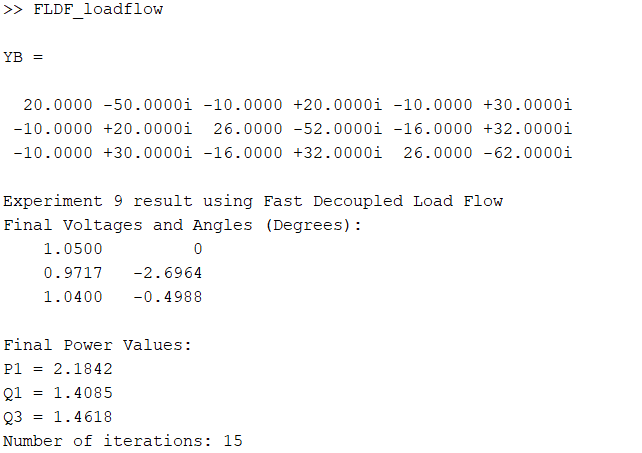 >> FLDF_loadflow
YB =
20.0000 -50.0000i -10.0000 +20.0000i -10.0000 +30.0000i
-10.0000 +20.0000i 26.0000 -52.0000i -16.0000 +32.0000i
-10.0000 +30.0000i -16.0000 +32.0000i 26.0000 -62.0000i
Experiment 9 result using Fast Decoupled Load Flow
Final Voltages and Angles (Degrees):
1.0500 0
0.9717 -2.6964
1.0400 -0.4988
Final Power Values:
P1 = 2.1842
Q1 = 1.4085
Q3 = 1.4618
Number of iterations: 15